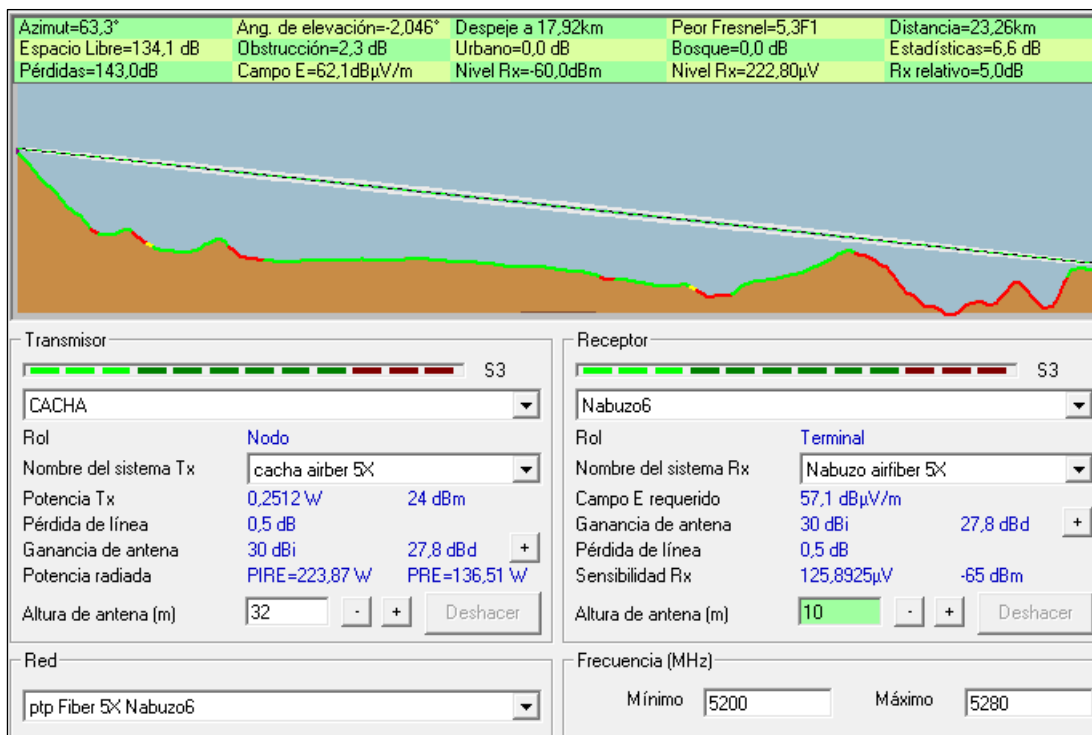 Azimut=63,3° Ang. de elevación=-2,046° Despeje a 17,92km Peor Fresnel=5,3F1 Distancia=23,26km
Espacio Libre=134,1 dB Obstrucción=2,3 dB Urbano=0,0 dB Bosque=0,0 dB Estadísticas=6,6 dB
Pérdidas=143,0dB Campo E=62,1dBµV/m Nivel Rx=-60,0dBm Nivel Rx=222,80µV Rx relativo=5,0dB
Transmisor
S3
CACHA
Rol Nodo
Nombre del sistema Tx cacha airber 5X
Potencia Tx 0,2512 W 24 dBm
Pérdida de línea 0,5 dB
Ganancia de antena 30 dBi 27,8 dBd +
Potencia radiada PIRE=223,87 W PRE=136,51 W
Altura de antena (m) 32 - + Deshacer
Red
ptp Fiber 5X Nabuzo6
Receptor
S3
Nabuzo6
Rol Terminal
Nombre del sistema Rx Nabuzo airfiber 5X
Campo E requerido 57,1 dBµV/m
Ganancia de antena 30 dBi 27,8 dBd +
Pérdida de línea 0,5 dB
Sensibilidad Rx 125,8925µV -65 dBm
Altura de antena (m) 10 - + Deshacer
Frecuencia (MHz)
Mínimo 5200 Máximo 5280